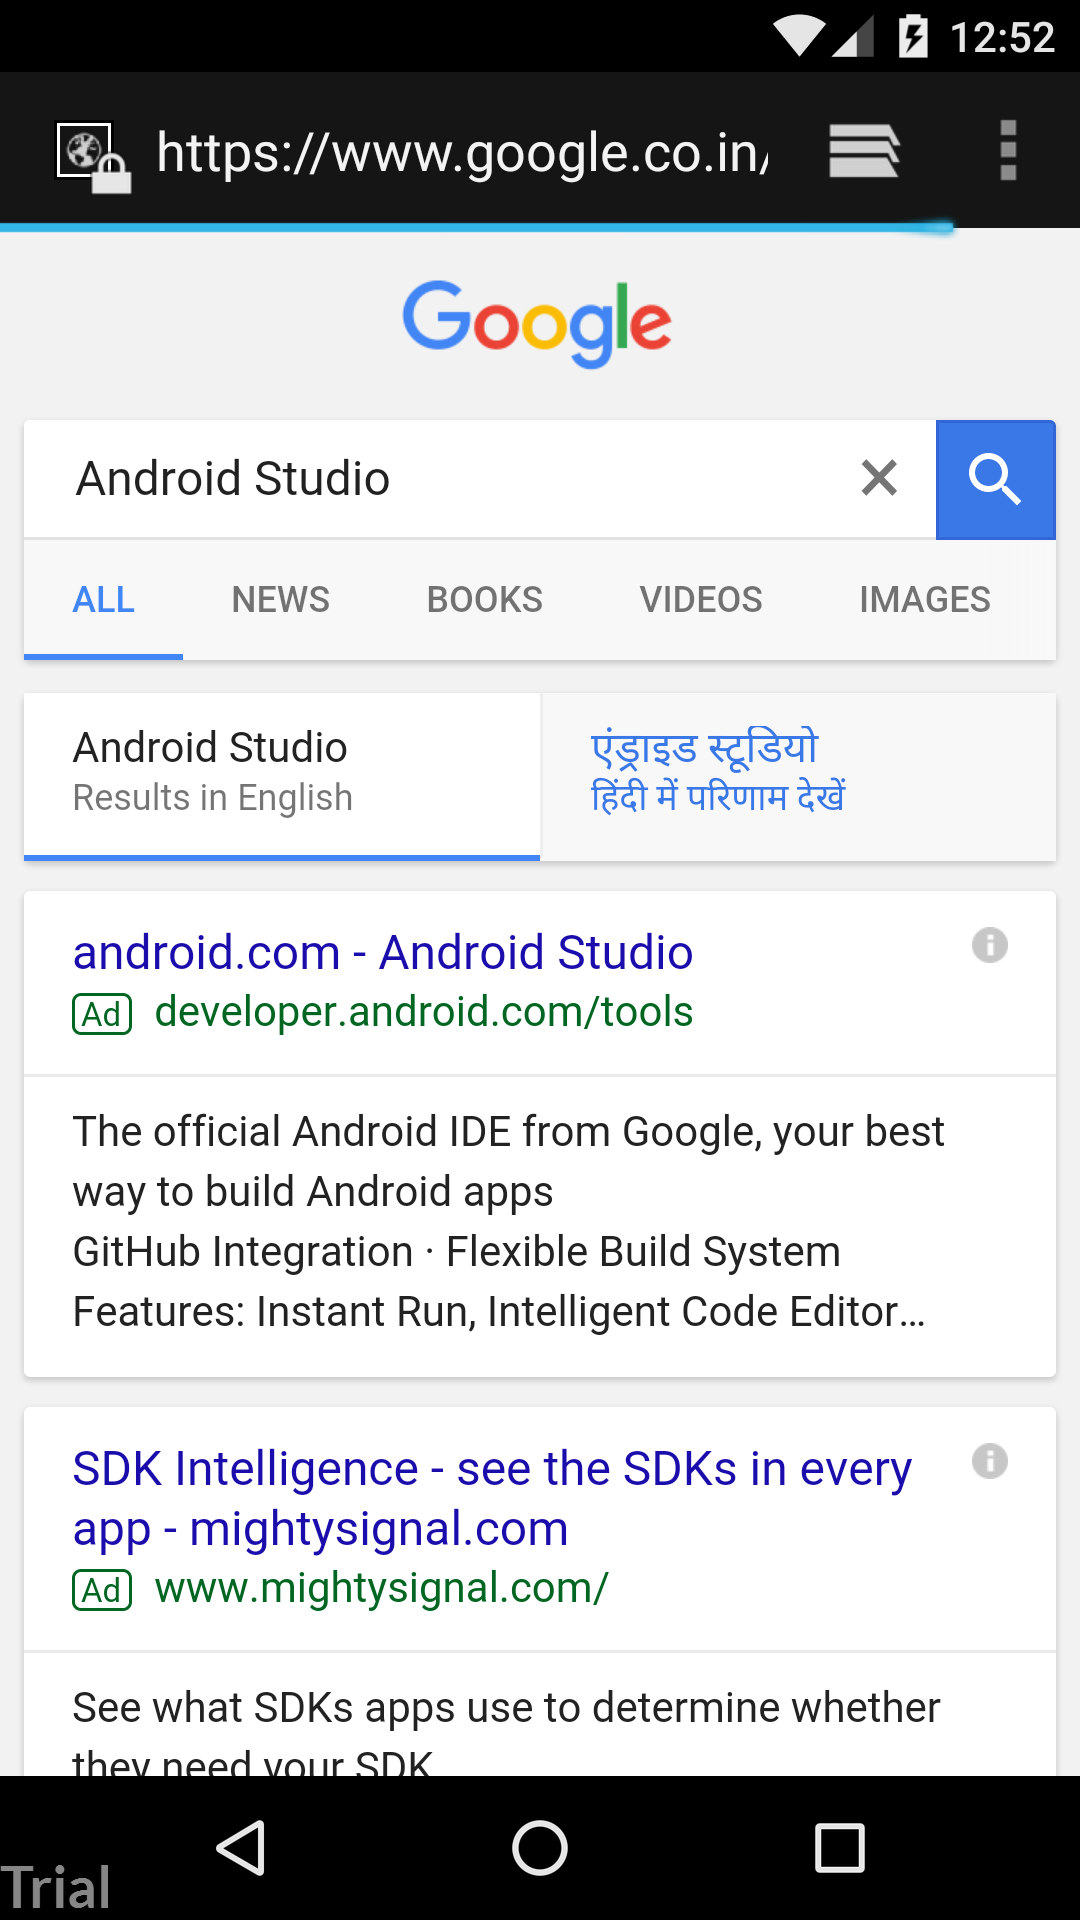 12:52
https://www.google.co.in/
Google
Android Studio
ALL NEWS BOOKS VIDEOS IMAGES
Android Studio
Results in English
एंड्राइड स्टूडियो
हिंदी में परिणाम देखें
android.com - Android Studio
Ad developer.android.com/tools
The official Android IDE from Google, your best
way to build Android apps
GitHub Integration · Flexible Build System
Features: Instant Run, Intelligent Code Editor…
SDK Intelligence - see the SDKs in every
app - mightysignal.com
Ad www.mightysignal.com/
See what SDKs apps use to determine whether
they need your SDK
Trial